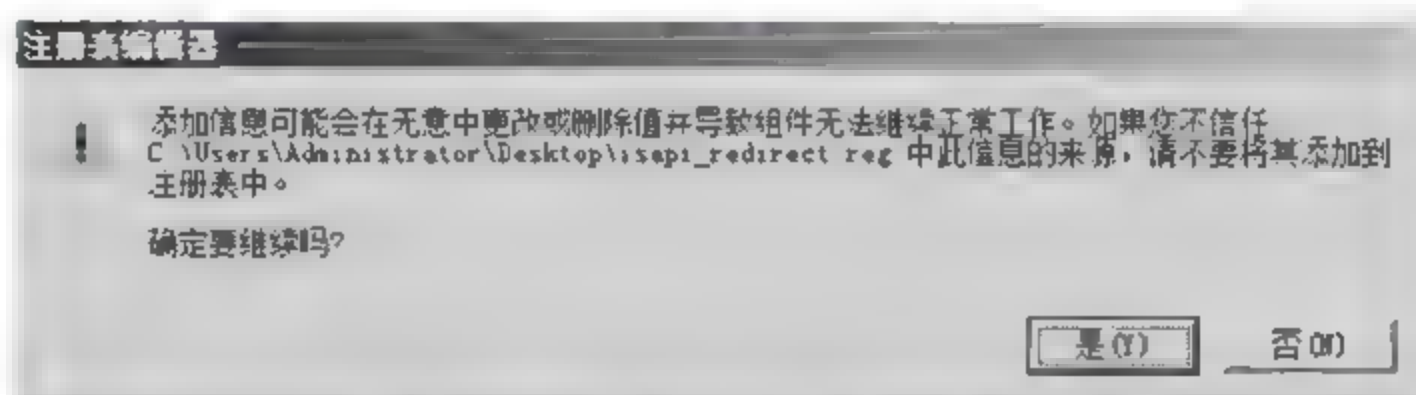 注册表编辑器
添加信息可能会在无意中更改或删除值并导致组件无法继续正常工作。如果您不信任
C:\Users\Administrator\Desktop\isapi_redirect.reg 中此信息的来源，请不要将其添加到
注册表中。
确定要继续吗?
是(Y) 否(N)